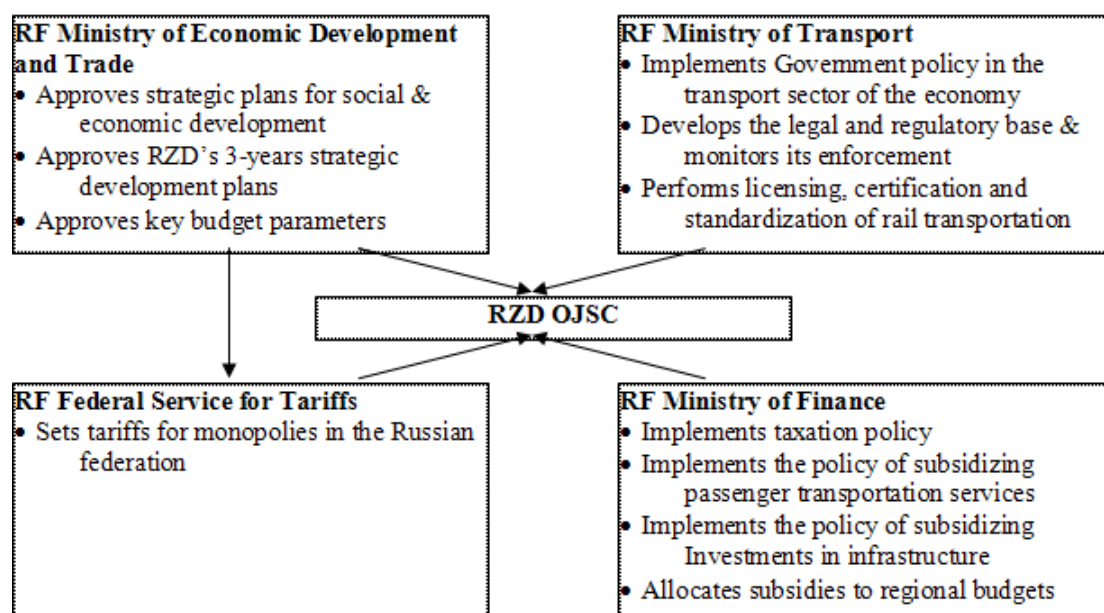 RF Ministry of Economic Development
and Trade
• Approves strategic plans for social &
economic development
• Approves RZD's 3-years strategic
development plans
• Approves key budget parameters
RF Ministry of Transport
• Implements Government policy in the
transport sector of the economy
• Develops the legal and regulatory base &
monitors its enforcement
• Performs licensing, certification and
standardization of rail transportation
RZD OJSC
RF Federal Service for Tariffs
• Sets tariffs for monopolies in the Russian
federation
RF Ministry of Finance
• Implements taxation policy
• Implements the policy of subsidizing
passenger transportation services
• Implements the policy of subsidizing
Investments in infrastructure
• Allocates subsidies to regional budgets